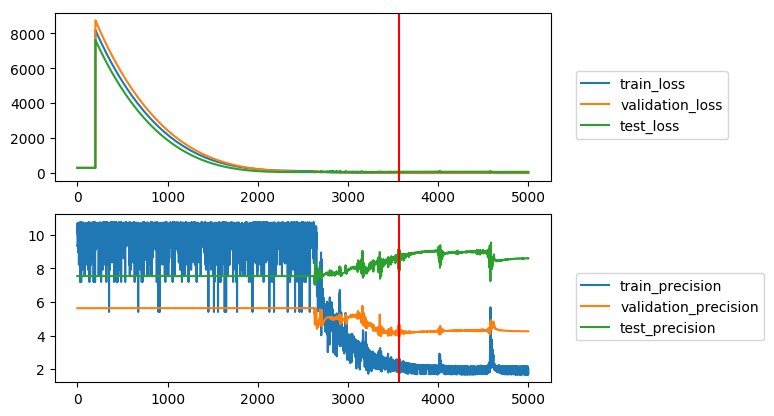 8000
6000
4000
2000
0
0 1000 2000 3000 4000 5000
train_loss
validation_loss
test_loss
10
8
6
4
2
0 1000 2000 3000 4000 5000
train_precision
validation_precision
test_precision